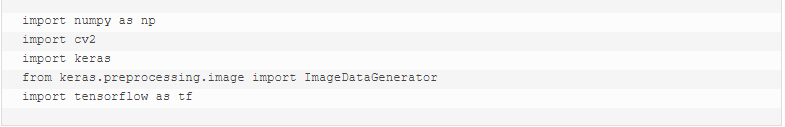 import numpy as np
import cv2
import keras
from keras.preprocessing.image import ImageDataGenerator
import tensorflow as tf